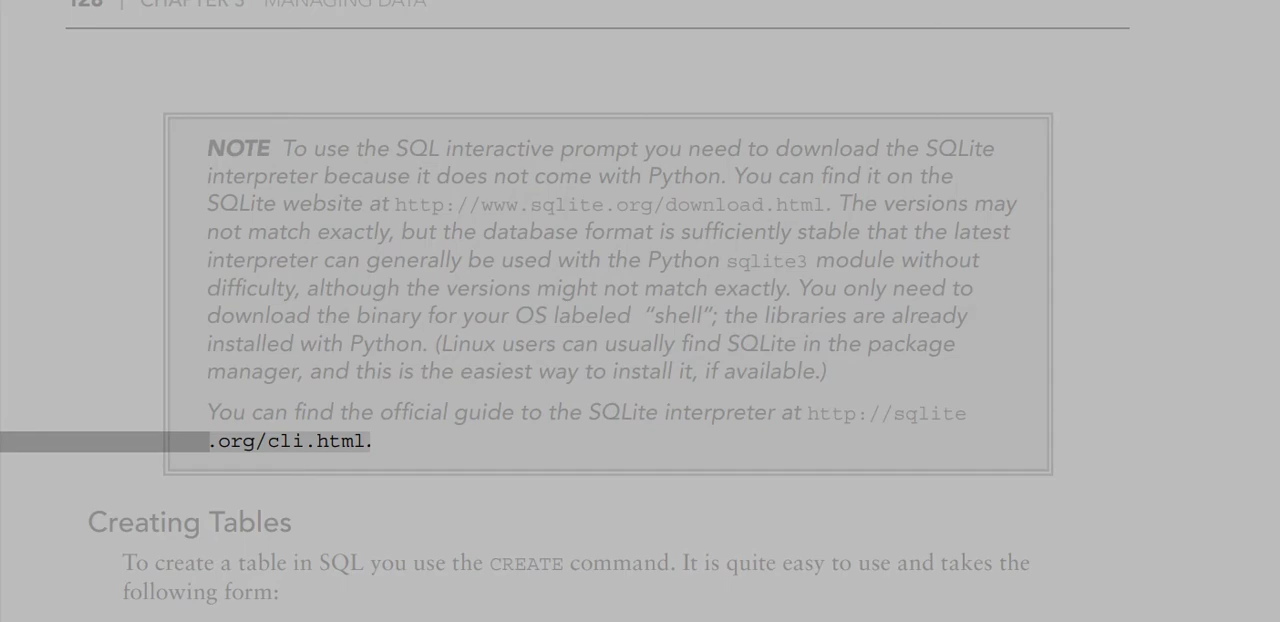 128 | CHAPTER 3 MANAGING DATA
NOTE To use the SQL interactive prompt you need to download the SQLite
interpreter because it does not come with Python. You can find it on the
SQLite website at http://www.sqlite.org/download.html. The versions may
not match exactly, but the database format is sufficiently stable that the latest
interpreter can generally be used with the Python sqlite3 module without
difficulty, although the versions might not match exactly. You only need to
download the binary for your OS labeled “shell”; the libraries are already
installed with Python. (Linux users can usually find SQLite in the package
manager, and this is the easiest way to install it, if available.)
You can find the official guide to the SQLite interpreter at http://sqlite
.org/cli.html.
Creating Tables
To create a table in SQL you use the CREATE command. It is quite easy to use and takes the
following form: